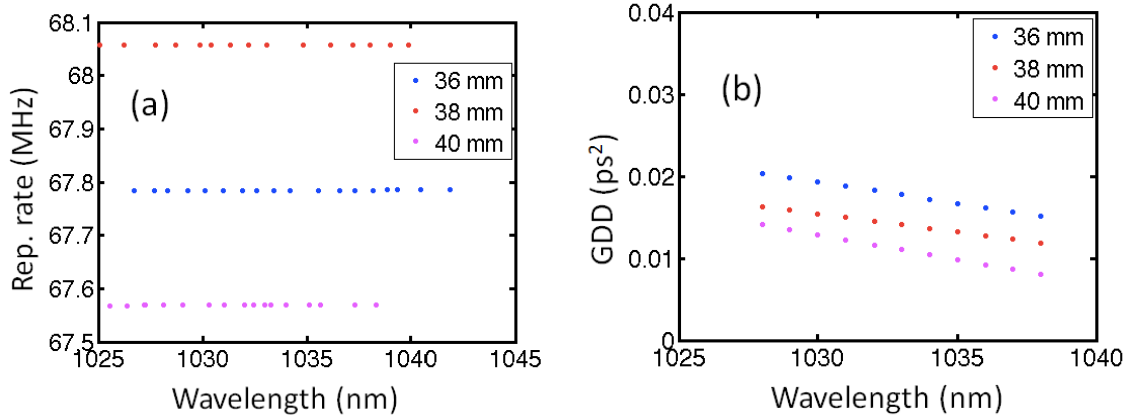 68.1
68
67.9
67.8
67.7
67.6
67.5
1025
1030
1035
1040
1045
Rep. rate (MHz)
Wavelength (nm)
(a)
36 mm
38 mm
40 mm
0.04
0.03
0.02
0.01
0
1025
1030
1035
1040
GDD (ps²)
Wavelength (nm)
(b)
36 mm
38 mm
40 mm